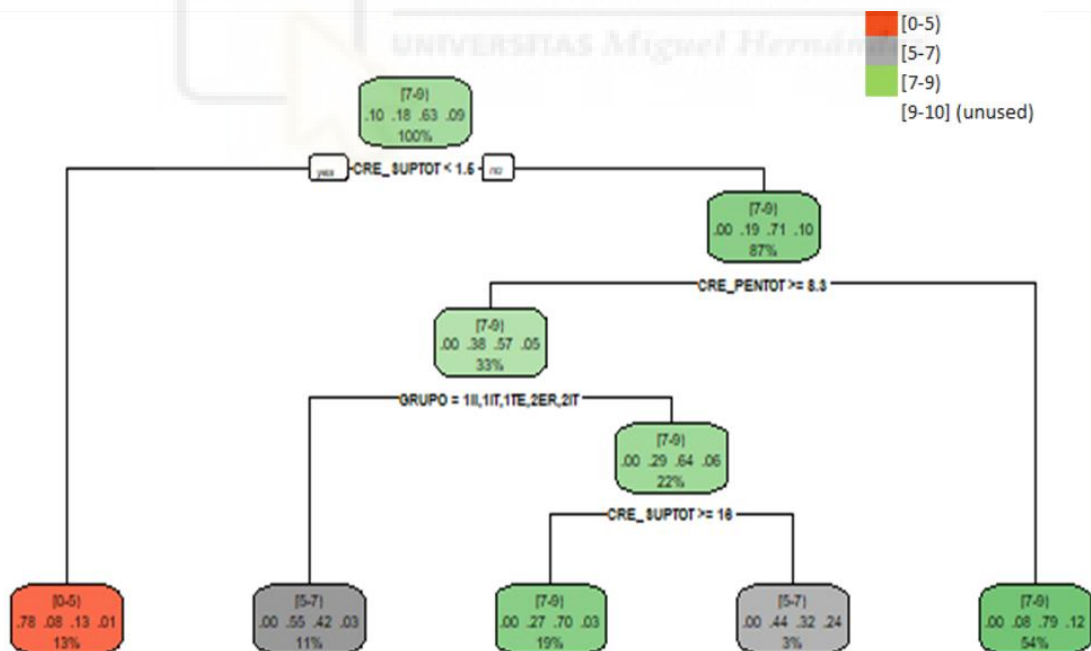 UNIVERSITAS Miguel Hernández
[0-5)
[5-7)
[7-9)
[9-10] (unused)
[7-9)
.10 .18 .63 .09
100%
yes CRE_SUPTOT < 1.5 no
[7-9)
.00 .19 .71 .10
87%
CRE_PENTOT >= 8.3
[7-9)
.00 .38 .57 .05
33%
GRUPO = 1II,1IT,1TE,2ER,2IT
[7-9)
.00 .29 .64 .06
22%
CRE_SUPTOT >= 16
[0-5)
.78 .08 .13 .01
13%
[5-7)
.00 .55 .42 .03
11%
[7-9)
.00 .27 .70 .03
19%
[5-7)
.00 .44 .32 .24
3%
[7-9)
.00 .08 .79 .12
54%